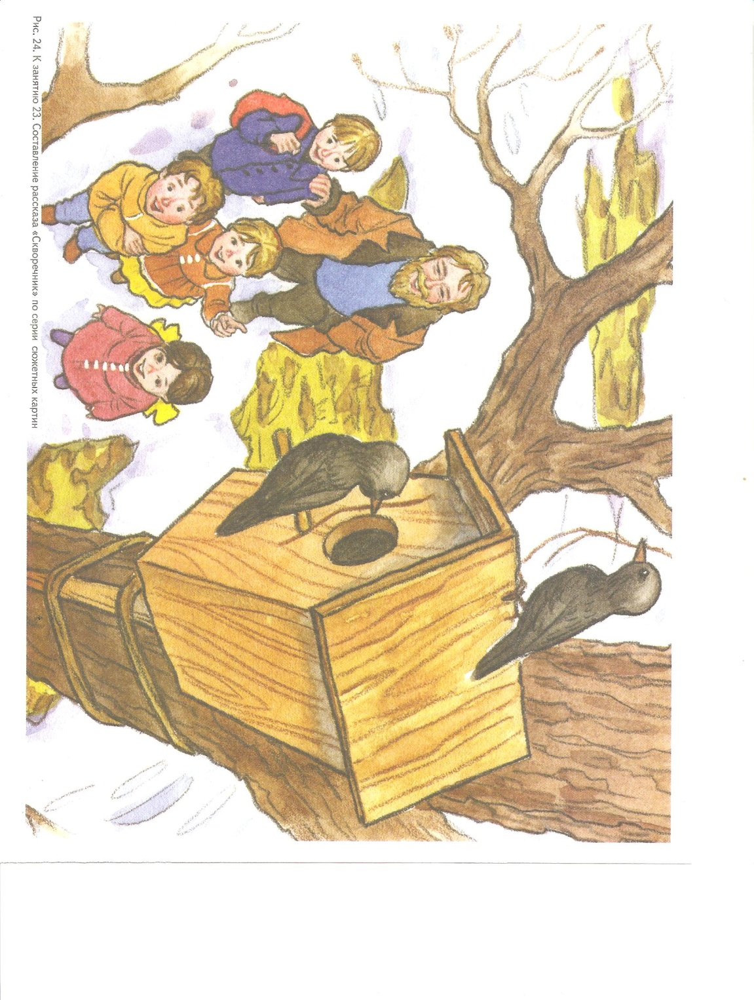 Рис. 24. К занятию 23. Составление рассказа «Скворечник» по серии сюжетных картин